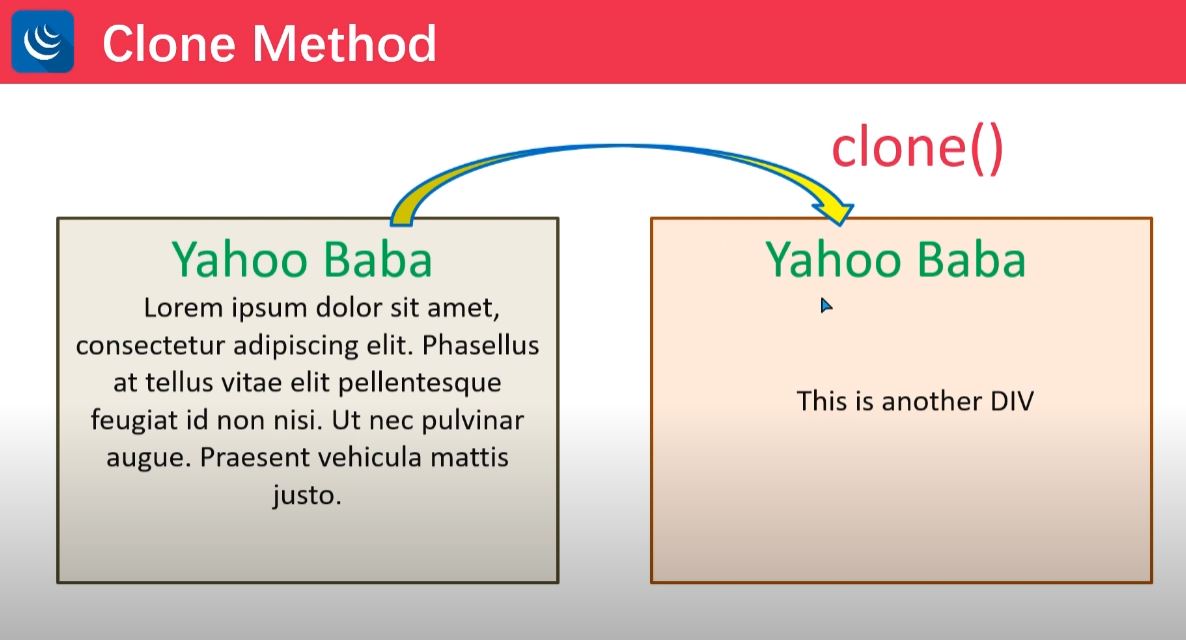 Clone Method
clone()
Yahoo Baba
Lorem ipsum dolor sit amet,
consectetur adipiscing elit. Phasellus
at tellus vitae elit pellentesque
feugiat id non nisi. Ut nec pulvinar
augue. Praesent vehicula mattis
justo.
Yahoo Baba
This is another DIV